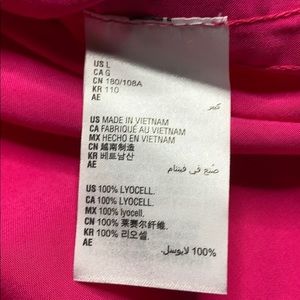 US L
CA G
CN 180/108A
KR 110
AE
كبير
US MADE IN VIETNAM
CA FABRIQUÉ AU VIETNAM
MX HECHO EN VIETNAM
CN 越南制造
KR 베트남산
AE
صنع في فيتنام
US 100% LYOCELL.
CA 100% LYOCELL.
MX 100% lyocell.
CN 100% 莱赛尔纤维.
KR 100% 리오셀.
AE
100% لايوسل.